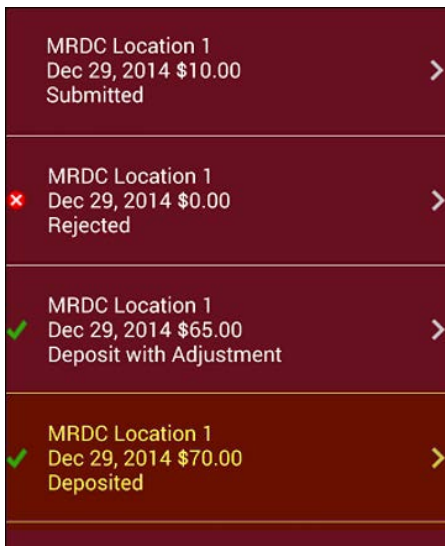 MRDC Location 1
Dec 29, 2014 $10.00
Submitted
MRDC Location 1
Dec 29, 2014 $0.00
Rejected
MRDC Location 1
Dec 29, 2014 $65.00
Deposit with Adjustment
MRDC Location 1
Dec 29, 2014 $70.00
Deposited